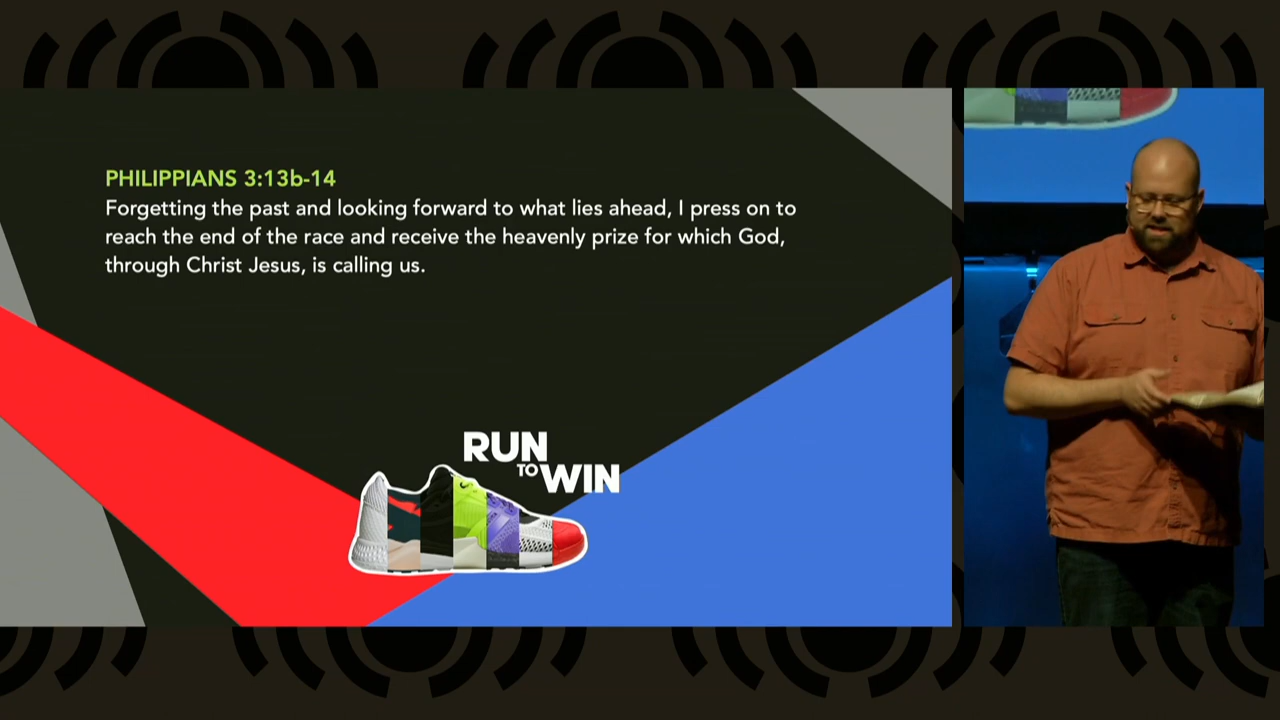 PHILIPPIANS 3:13b-14
Forgetting the past and looking forward to what lies ahead, I press on to
reach the end of the race and receive the heavenly prize for which God,
through Christ Jesus, is calling us.
RUN
TO WIN